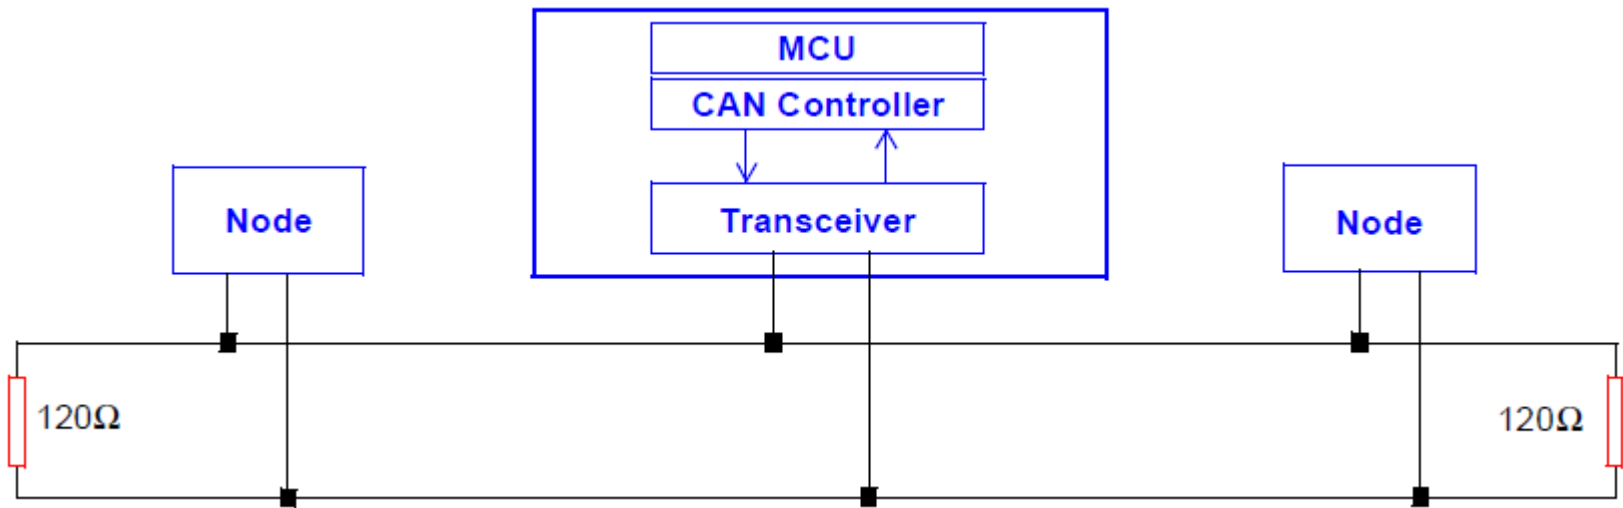 MCU
CAN Controller
Transceiver
Node
Node
120Ω
120Ω